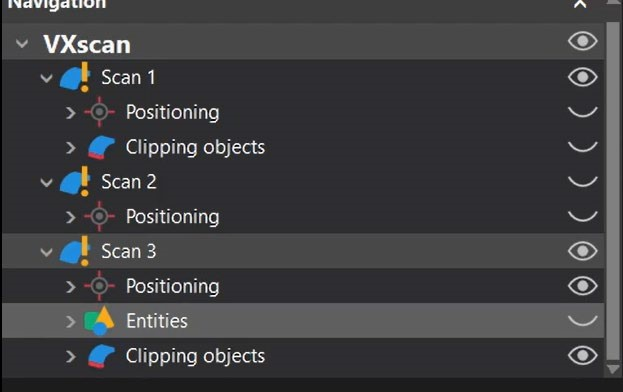 Navigation
VXscan
Scan 1
Positioning
Clipping objects
Scan 2
Positioning
Scan 3
Positioning
Entities
Clipping objects